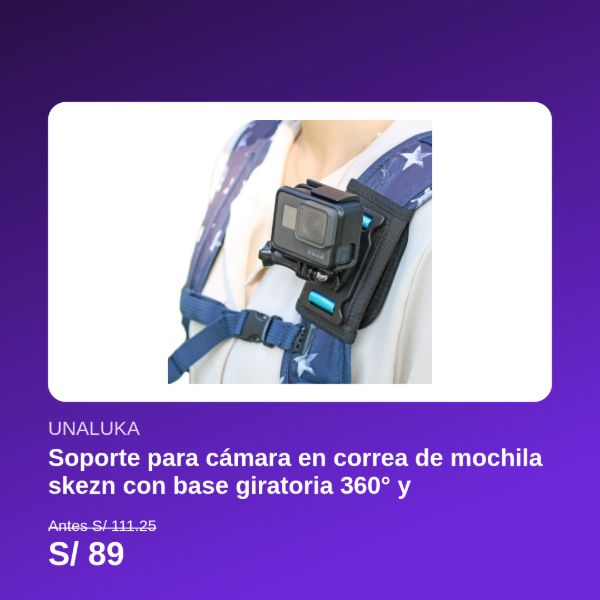 UNALUKA
Soporte para cámara en correa de mochila
skezn con base giratoria 360° y
Antes S/ 111.25
S/ 89